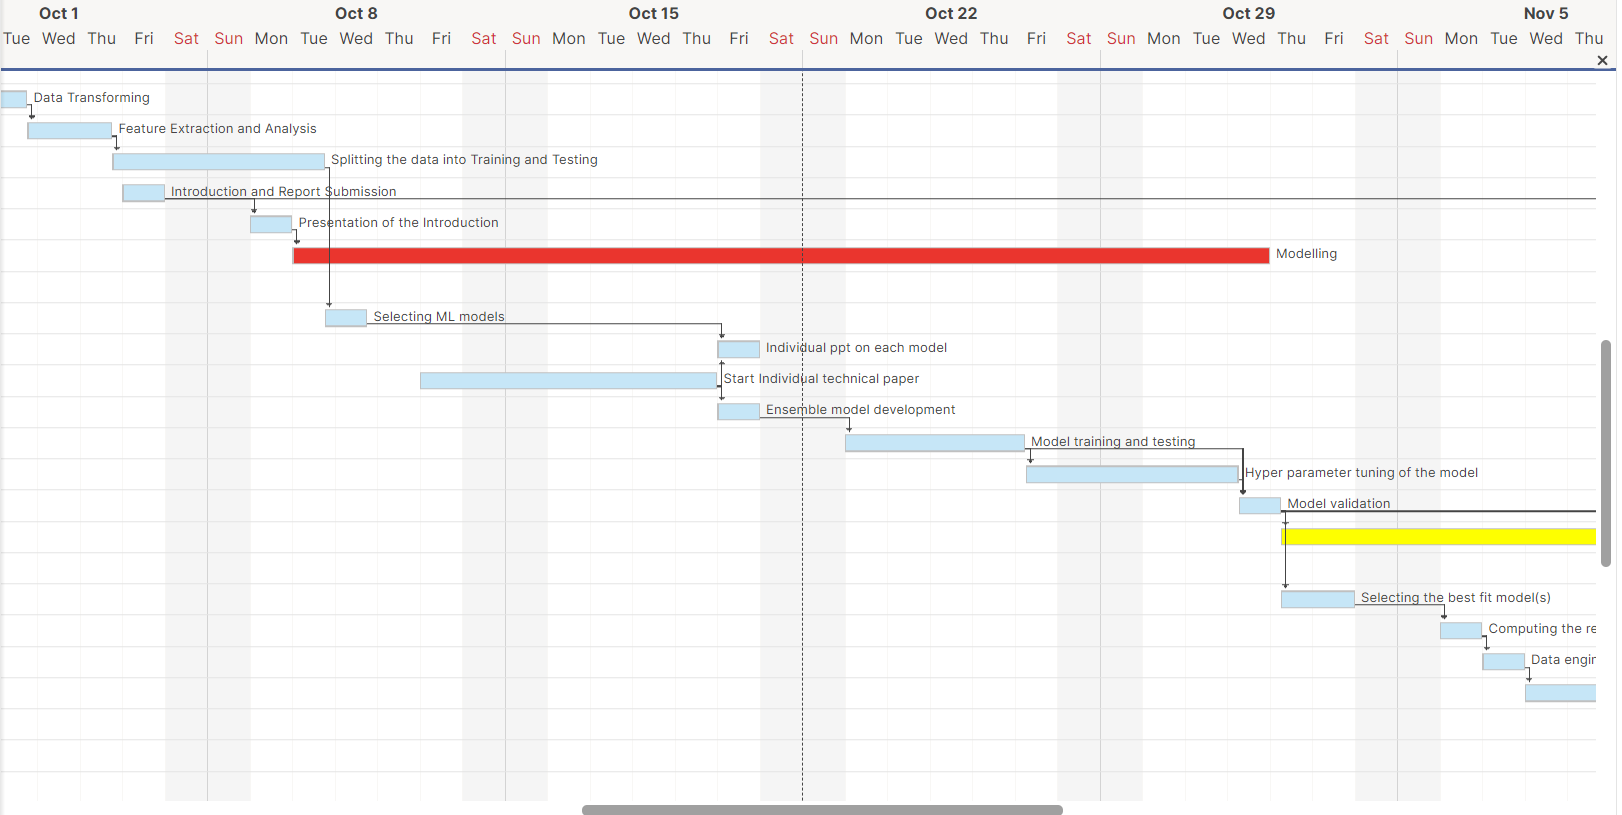 Oct 1 Oct 8 Oct 15 Oct 22 Oct 29 Nov 5
Tue Wed Thu Fri Sat Sun Mon Tue Wed Thu Fri Sat Sun Mon Tue Wed Thu Fri Sat Sun Mon Tue Wed Thu Fri Sat Sun Mon Tue Wed Thu Fri Sat Sun Mon Tue Wed Thu
Data Transforming
Feature Extraction and Analysis
Splitting the data into Training and Testing
Introduction and Report Submission
Presentation of the Introduction
Modelling
Selecting ML models
Individual ppt on each model
Start Individual technical paper
Ensemble model development
Model training and testing
Hyper parameter tuning of the model
Model validation
Selecting the best fit model(s)
Computing the re
Data engin